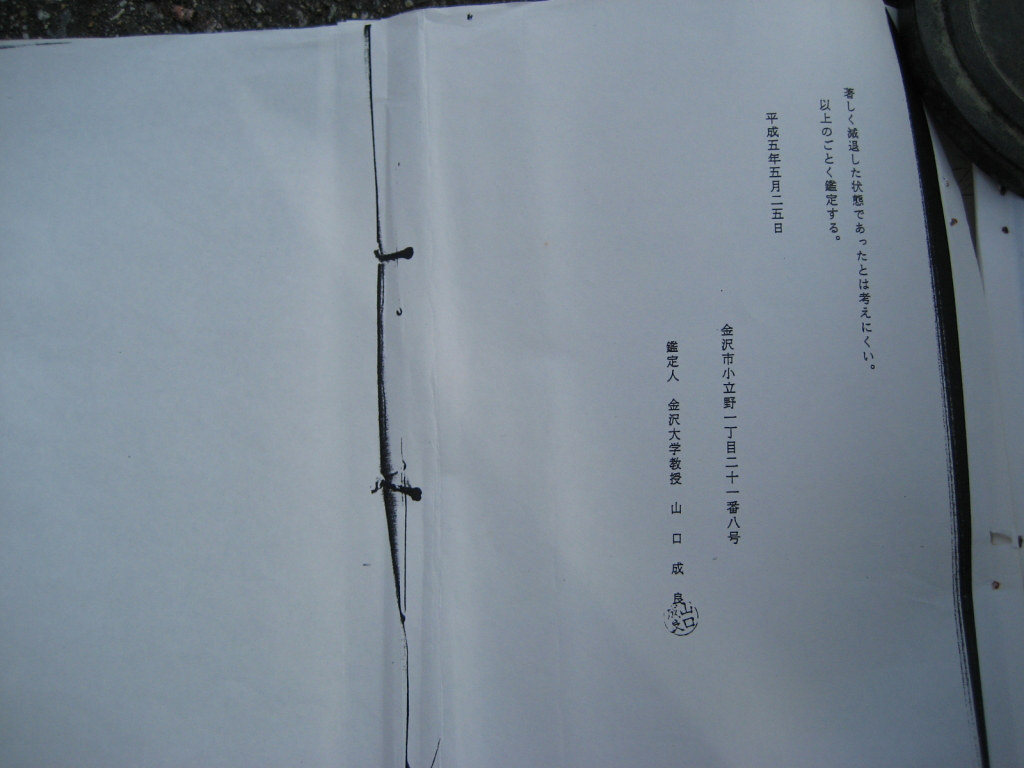 著しく減退した状態であったとは考えにくい。
以上のごとく鑑定する。
平成五年五月二五日
金沢市小立野一丁目二十一番八号
鑑定人 金沢大学教授 山口成良
山口